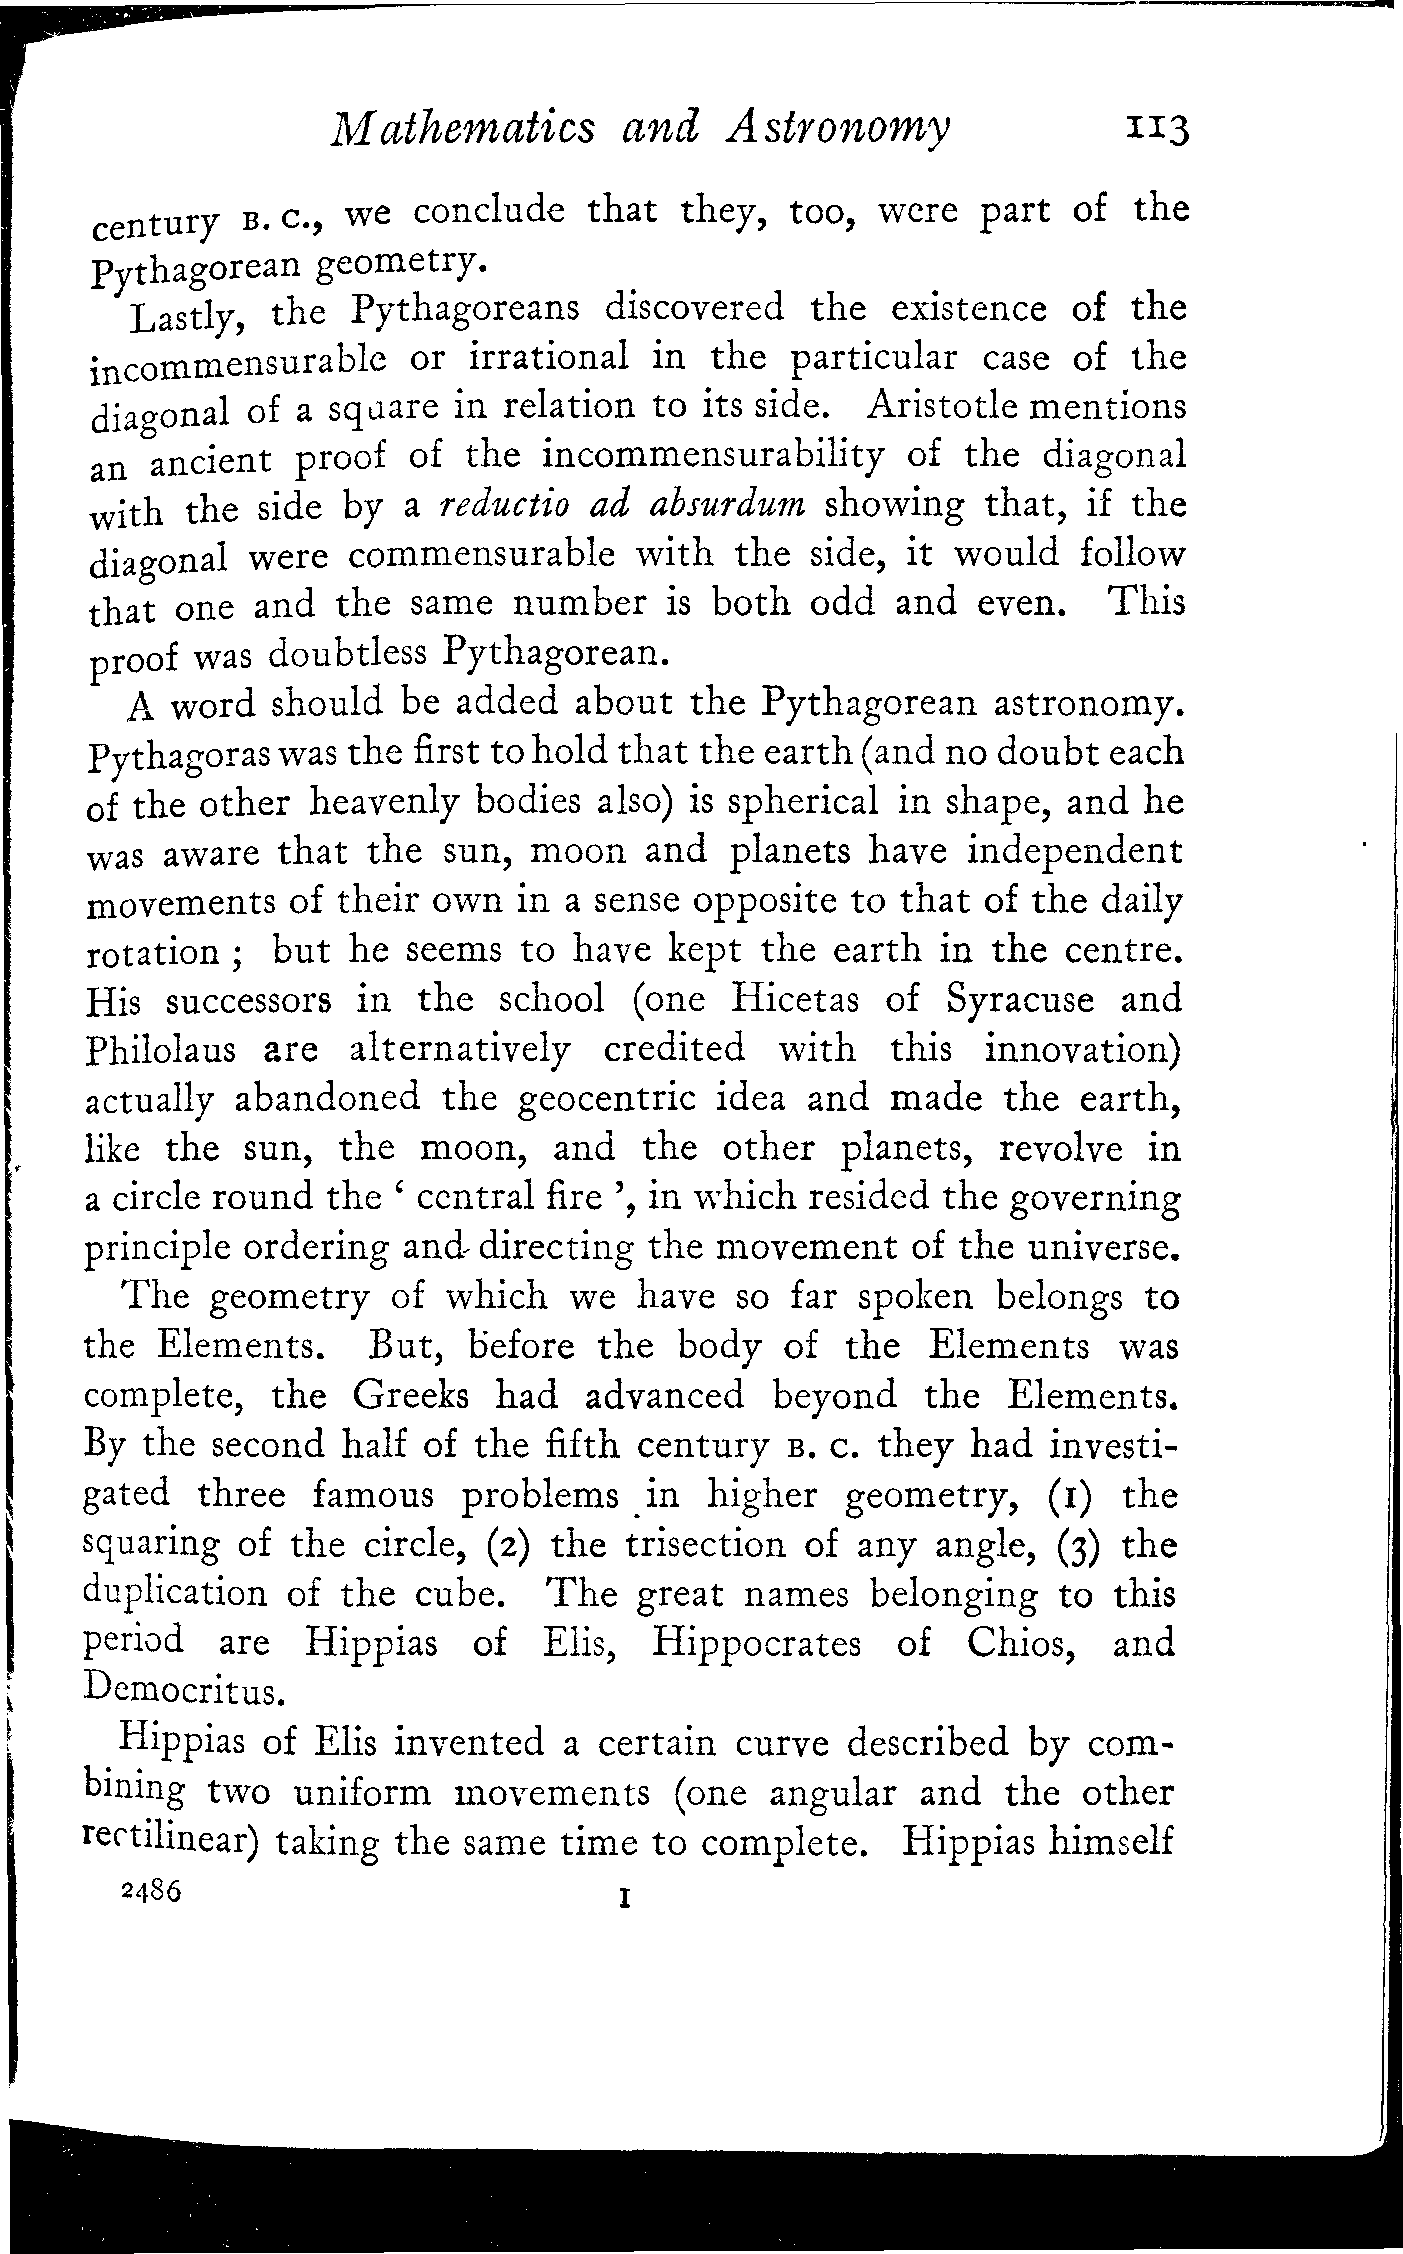 Mathematics and Astronomy 113
century B. C., we conclude that they, too, were part of the
Pythagorean geometry.
Lastly, the Pythagoreans discovered the existence of the
incommensurable or irrational in the particular case of the
diagonal of a square in relation to its side. Aristotle mentions
an ancient proof of the incommensurability of the diagonal
with the side by a reductio ad absurdum showing that, if the
diagonal were commensurable with the side, it would follow
that one and the same number is both odd and even. This
proof was doubtless Pythagorean.
A word should be added about the Pythagorean astronomy.
Pythagoras was the first to hold that the earth (and no doubt each
of the other heavenly bodies also) is spherical in shape, and he
was aware that the sun, moon and planets have independent
movements of their own in a sense opposite to that of the daily
rotation ; but he seems to have kept the earth in the centre.
His successors in the school (one Hicetas of Syracuse and
Philolaus are alternatively credited with this innovation)
actually abandoned the geocentric idea and made the earth,
like the sun, the moon, and the other planets, revolve in
a circle round the ‘ central fire ’, in which resided the governing
principle ordering and directing the movement of the universe.
The geometry of which we have so far spoken belongs to
the Elements. But, before the body of the Elements was
complete, the Greeks had advanced beyond the Elements.
By the second half of the fifth century B. C. they had investi-
gated three famous problems in higher geometry, (1) the
squaring of the circle, (2) the trisection of any angle, (3) the
duplication of the cube. The great names belonging to this
period are Hippias of Elis, Hippocrates of Chios, and
Democritus.
Hippias of Elis invented a certain curve described by com-
bining two uniform movements (one angular and the other
rectilinear) taking the same time to complete. Hippias himself
2486 I